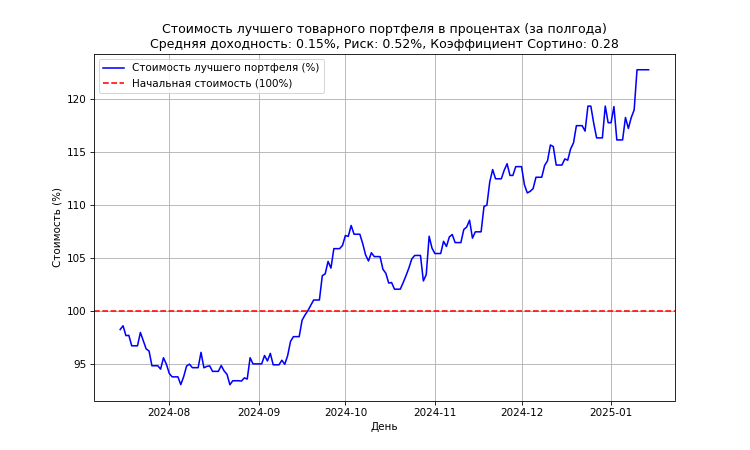 Стоимость лучшего товарного портфеля в процентах (за полгода)
Средняя доходность: 0.15%, Риск: 0.52%, Коэффициент Сортино: 0.28
Стоимость лучшего портфеля (%)
Начальная стоимость (100%)
Стоимость (%)
120
115
110
105
100
95
2024-08
2024-09
2024-10
2024-11
2024-12
2025-01
День